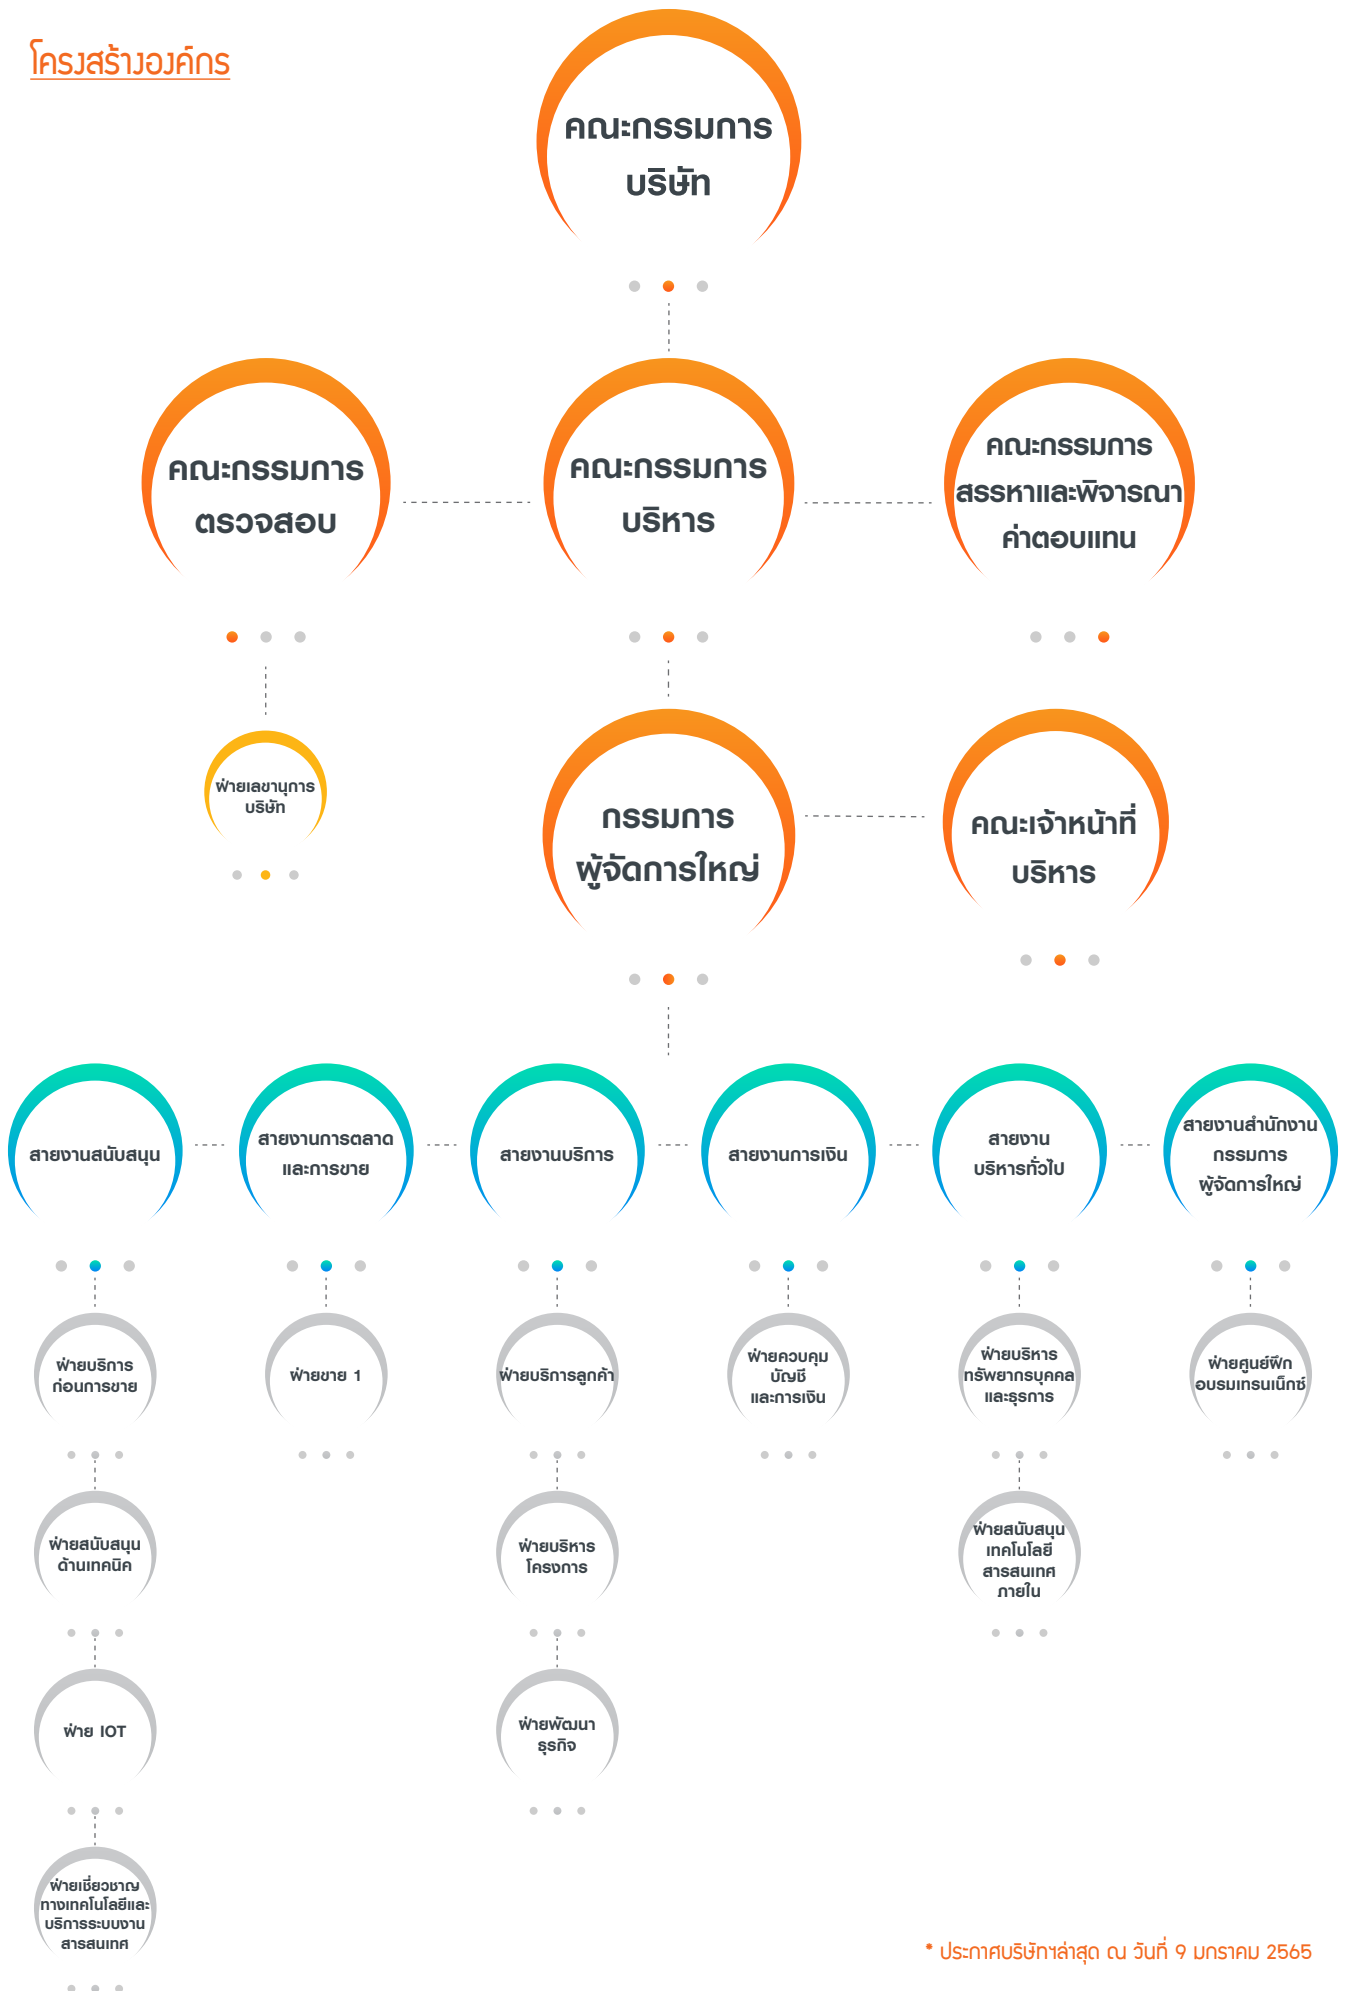 โครงสร้างองค์กร
คณะกรรมการ
บริษัท
คณะกรรมการ
ตรวจสอบ
คณะกรรมการ
บริหาร
คณะกรรมการ
สรรหาและพิจารณา
ค่าตอบแทน
ฝ่ายเลขานุการ
บริษัท
กรรมการ
ผู้จัดการใหญ่
คณะเจ้าหน้าที่
บริหาร
สายงานสนับสนุน
สายงานการตลาด
และการขาย
สายงานบริการ
สายงานการเงิน
สายงาน
บริหารทั่วไป
สายงานสำนักงาน
กรรมการ
ผู้จัดการใหญ่
ฝ่ายบริการ
ก่อนการขาย
ฝ่ายขาย 1
ฝ่ายบริการลูกค้า
ฝ่ายควบคุม
บัญชี
และการเงิน
ฝ่ายบริหาร
ทรัพยากรบุคคล
และธุรการ
ฝ่ายศูนย์ฝึก
อบรมเทรนเน็กซ์
ฝ่ายสนับสนุน
ด้านเทคนิค
ฝ่ายบริหาร
โครงการ
ฝ่ายสนับสนุน
เทคโนโลยี
สารสนเทศ
ภายใน
ฝ่าย IOT
ฝ่ายพัฒนา
ธุรกิจ
ฝ่ายเชี่ยวชาญ
ทางเทคโนโลยีและ
บริการระบบงาน
สารสนเทศ
* ประกาศบริษัทฯล่าสุด ณ วันที่ 9 มกราคม 2565